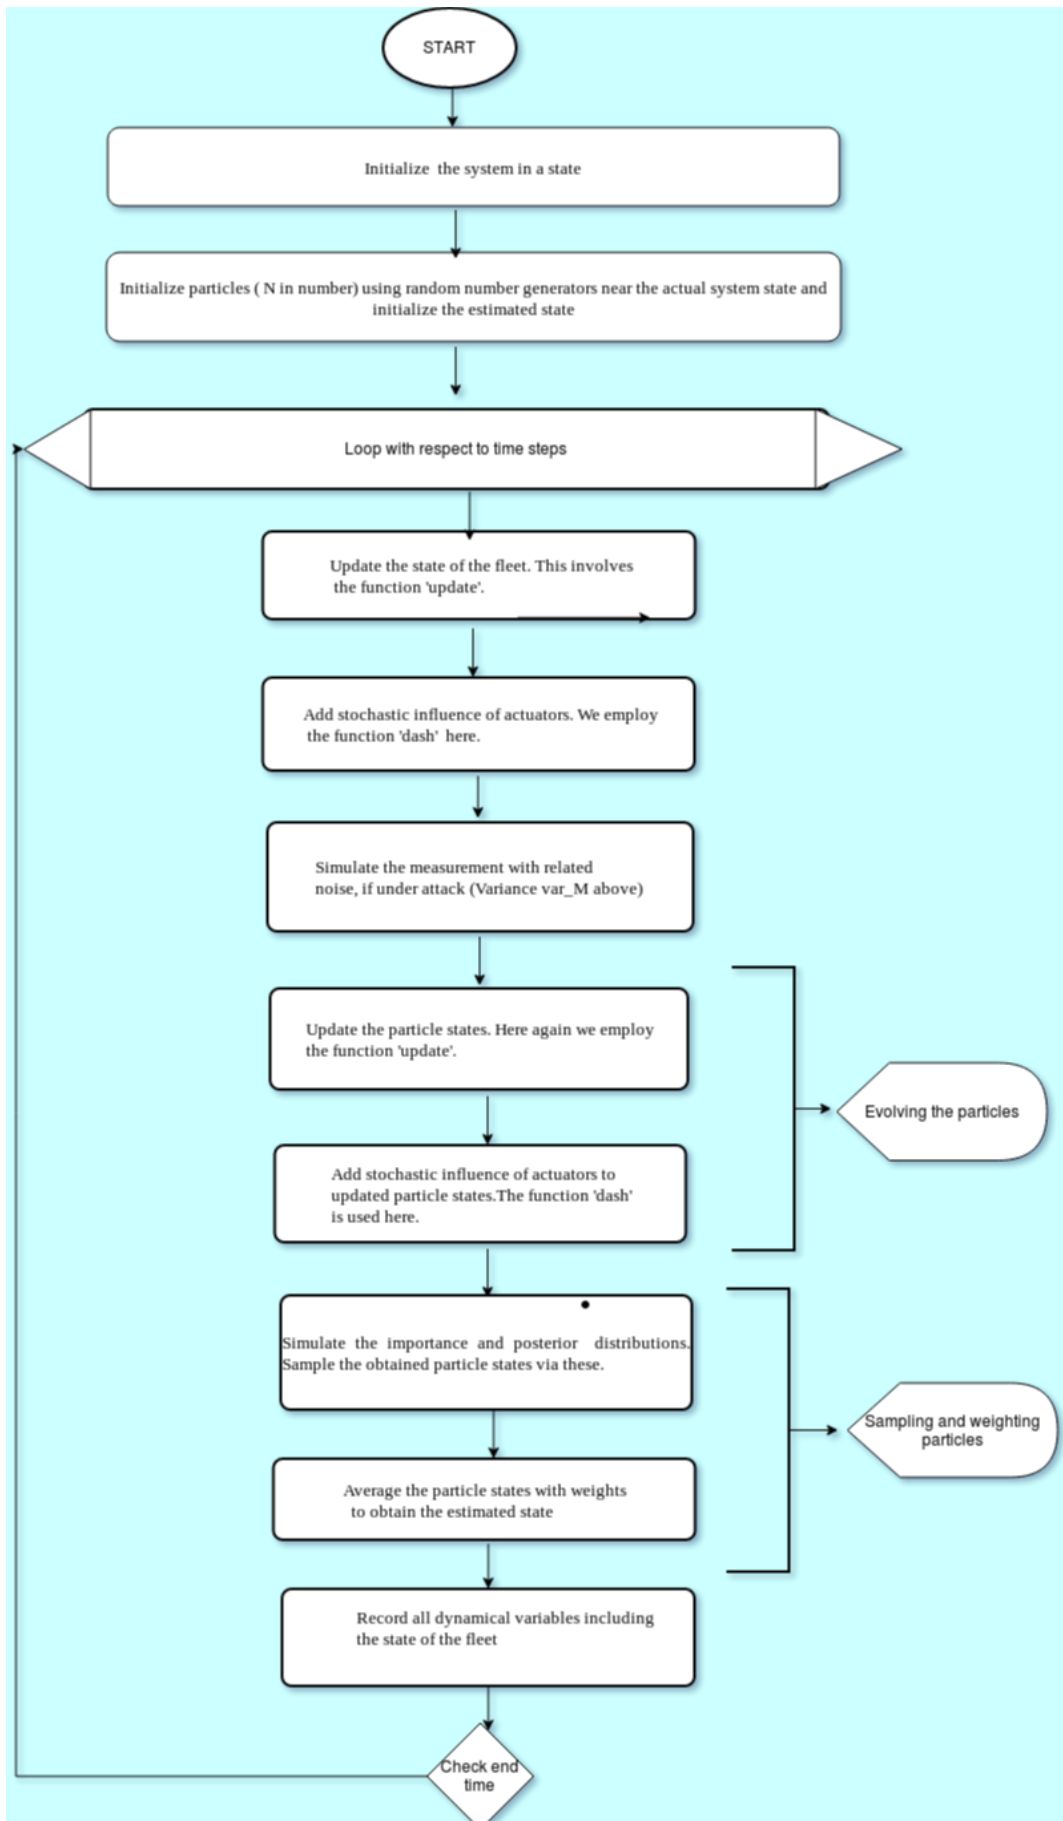 START
Initialize the system in a state
Initialize particles ( N in number) using random number generators near the actual system state and
initialize the estimated state
Loop with respect to time steps
Update the state of the fleet. This involves
the function 'update'.
Add stochastic influence of actuators. We employ
the function 'dash' here.
Simulate the measurement with related
noise, if under attack (Variance var_M above)
Update the particle states. Here again we employ
the function 'update'.
Evolving the particles
Add stochastic influence of actuators to
updated particle states.The function 'dash'
is used here.
Simulate the importance and posterior distributions.
Sample the obtained particle states via these.
Sampling and weighting
particles
Average the particle states with weights
to obtain the estimated state
Record all dynamical variables including
the state of the fleet
Check end
time